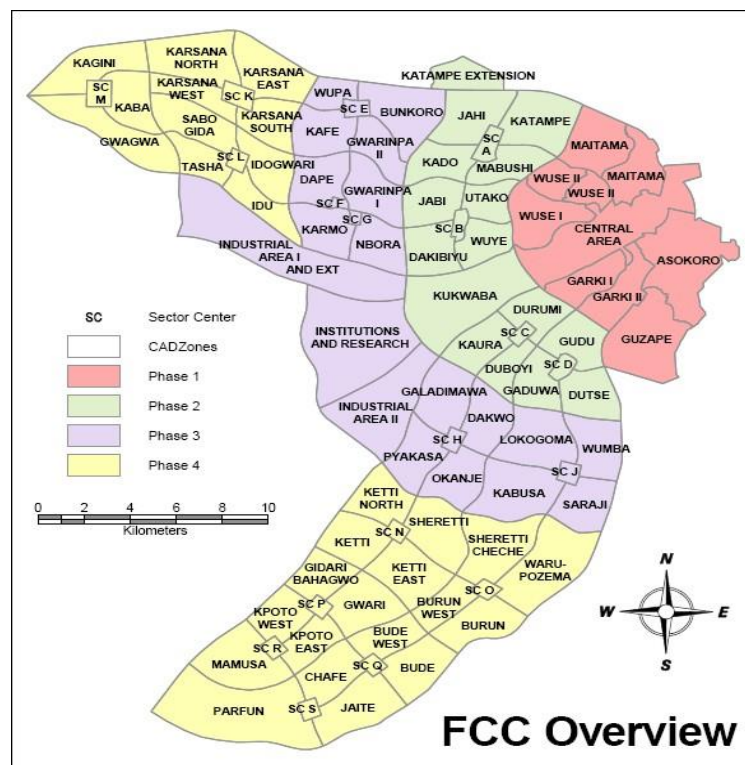 KAGINI
KARSANA
NORTH
KARSANA
EAST
SC
M
KABA
KARSANA
WEST
SC K
SABO
GIDA
KARSANA
SOUTH
GWAGWA
TASHA
SC L
IDOGWARI
IDU
WUPA
SC E
BUNKORO
KAFE
GWARINPA
II
DAPE
GWARINPA
I
SC F
SC G
KARMO
NBORA
INDUSTRIAL
AREA I
AND EXT
KATAMPE EXTENSION
JAHI
KATAMPE
SC
A
KADO
MABUSHI
JABI
UTAKO
SC B
WUYE
DAKIBIYU
MAITAMA
WUSE II
MAITAMA
WUSE II
WUSE I
CENTRAL
AREA
ASOKORO
GARKI I
GARKI II
GUZAPE
KUKWABA
DURUMI
SC C
KAURA
GUDU
DUBOYI
SC D
GADUWA
DUTSE
INSTITUTIONS
AND RESEARCH
GALADIMAWA
INDUSTRIAL
AREA II
DAKWO
SC H
LOKOGOMA
WUMBA
PYAKASA
OKANJE
SC J
KABUSA
SARAJI
KETTI
NORTH
SHERETTI
SC N
KETTI
SHERETTI
CHECHE
WARU-
POZEMA
GIDARI
BAHAGWO
KETTI
EAST
SC O
SC P
GWARI
BURUN
WEST
BURUN
KPOTO
WEST
KPOTO
EAST
BUDE
WEST
SC R
MAMUSA
SC Q
BUDE
CHAFE
PARFUN
SC S
JAITE
SC Sector Center
CADZones
Phase 1
Phase 2
Phase 3
Phase 4
0 2 4 6 8 10
Kilometers
N
W E
S
FCC Overview